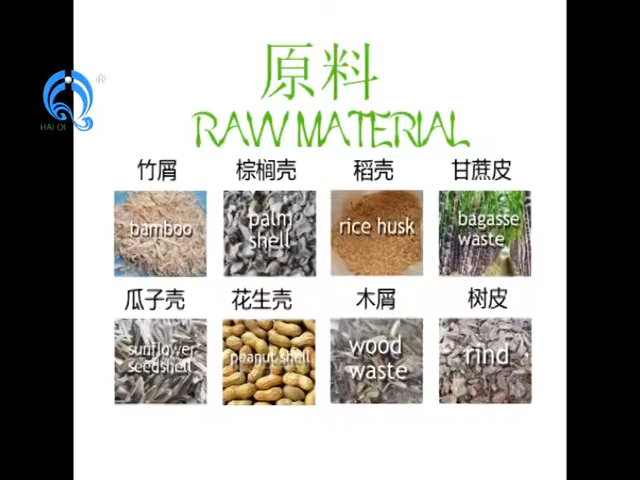 原料
RAW MATERIAL
®
HAI QI
竹屑 棕榈壳 稻壳 甘蔗皮
bamboo
palm
shell
rice husk
bagasse
waste
瓜子壳 花生壳 木屑 树皮
sunflower
seedshell
peanut shell
wood
waste
rind